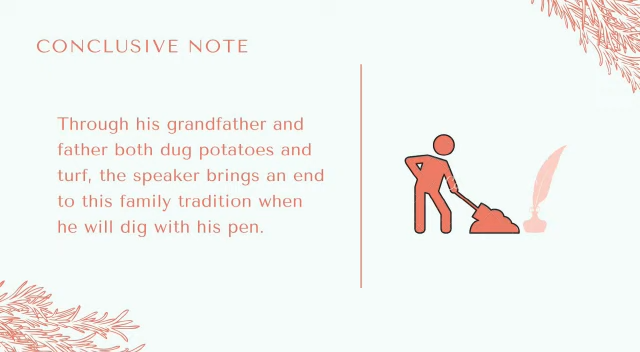 CONCLUSIVE NOTE
Through his grandfather and
father both dug potatoes and
turf, the speaker brings an end
to this family tradition when
he will dig with his pen.